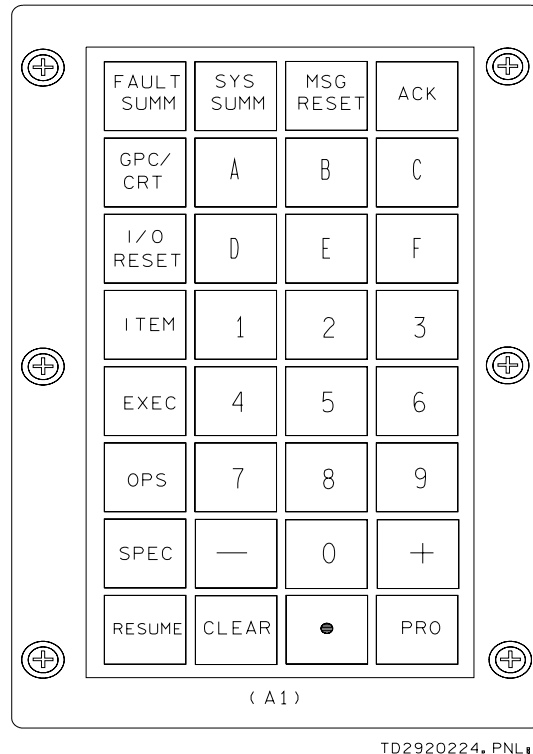 FAULT SUMM SYS SUMM MSG RESET ACK
GPC/ CRT A B C
I/O RESET D E F
ITEM 1 2 3
EXEC 4 5 6
OPS 7 8 9
SPEC — 0 +
RESUME CLEAR • PRO
(A1)
TD2920224. PNL